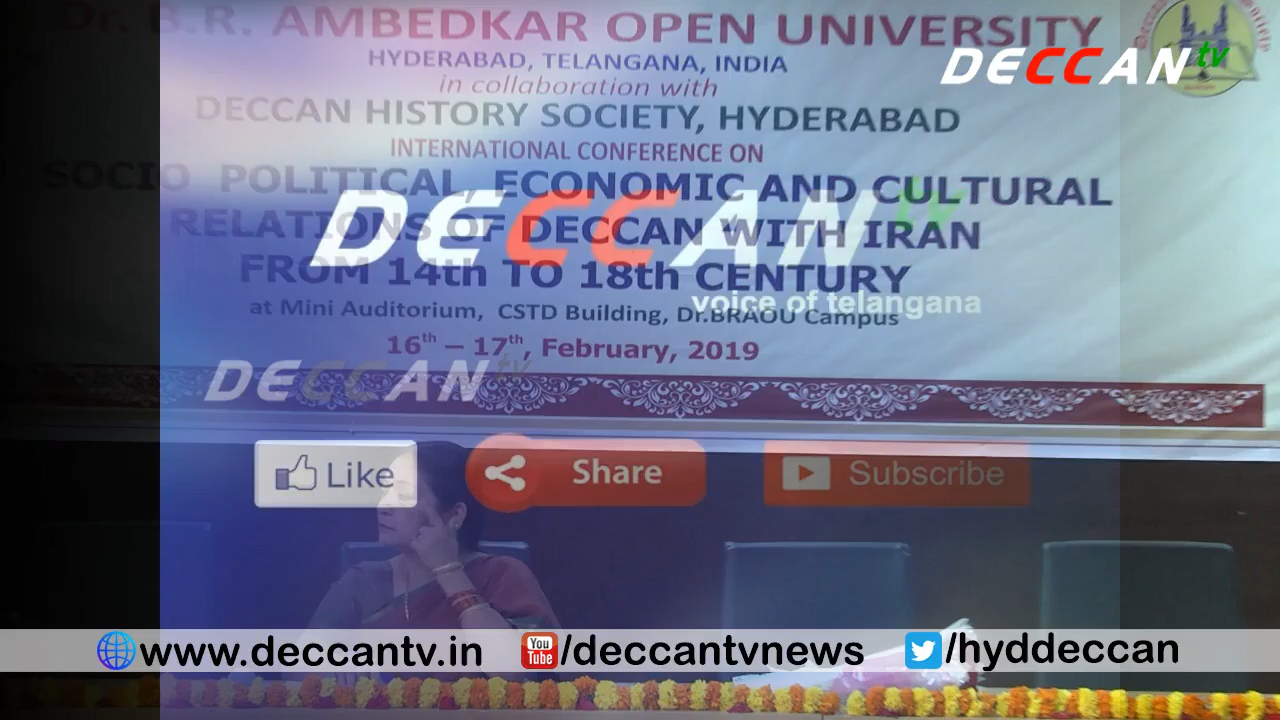 Dr. B.R. AMBEDKAR OPEN UNIVERSITY
HYDERABAD, TELANGANA, INDIA
DECCAN tv
in collaboration with
DECCAN HISTORY SOCIETY, HYDERABAD
INTERNATIONAL CONFERENCE ON
SOCIO POLITICAL, ECONOMIC AND CULTURAL
RELATIONS OF DECCAN WITH IRAN
DECCAN tv
FROM 14th TO 18th CENTURY
voice of telangana
at Mini Auditorium, CSTD Building, Dr.BRAOU Campus
16th – 17th, February, 2019
DECCAN tv
Like
Share
Subscribe
www.deccantv.in
You Tube /deccantvnews
/hyddeccan